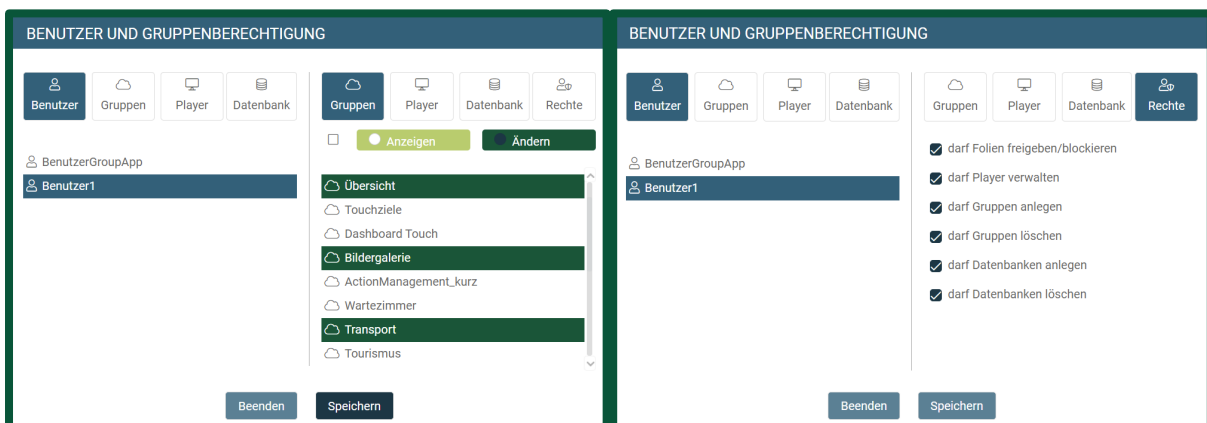 BENUTZER UND GRUPPENBERECHTIGUNG
Benutzer Gruppen Player Datenbank Gruppen Player Datenbank Rechte
Anzeigen Ändern
BenutzerGroupApp
Benutzer1
Übersicht
Touchziele
Dashboard Touch
Bildergalerie
ActionManagement_kurz
Wartezimmer
Transport
Tourismus
Beenden Speichern
BENUTZER UND GRUPPENBERECHTIGUNG
Benutzer Gruppen Player Datenbank Gruppen Player Datenbank Rechte
BenutzerGroupApp
Benutzer1
darf Folien freigeben/blockieren
darf Player verwalten
darf Gruppen anlegen
darf Gruppen löschen
darf Datenbanken anlegen
darf Datenbanken löschen
Beenden Speichern